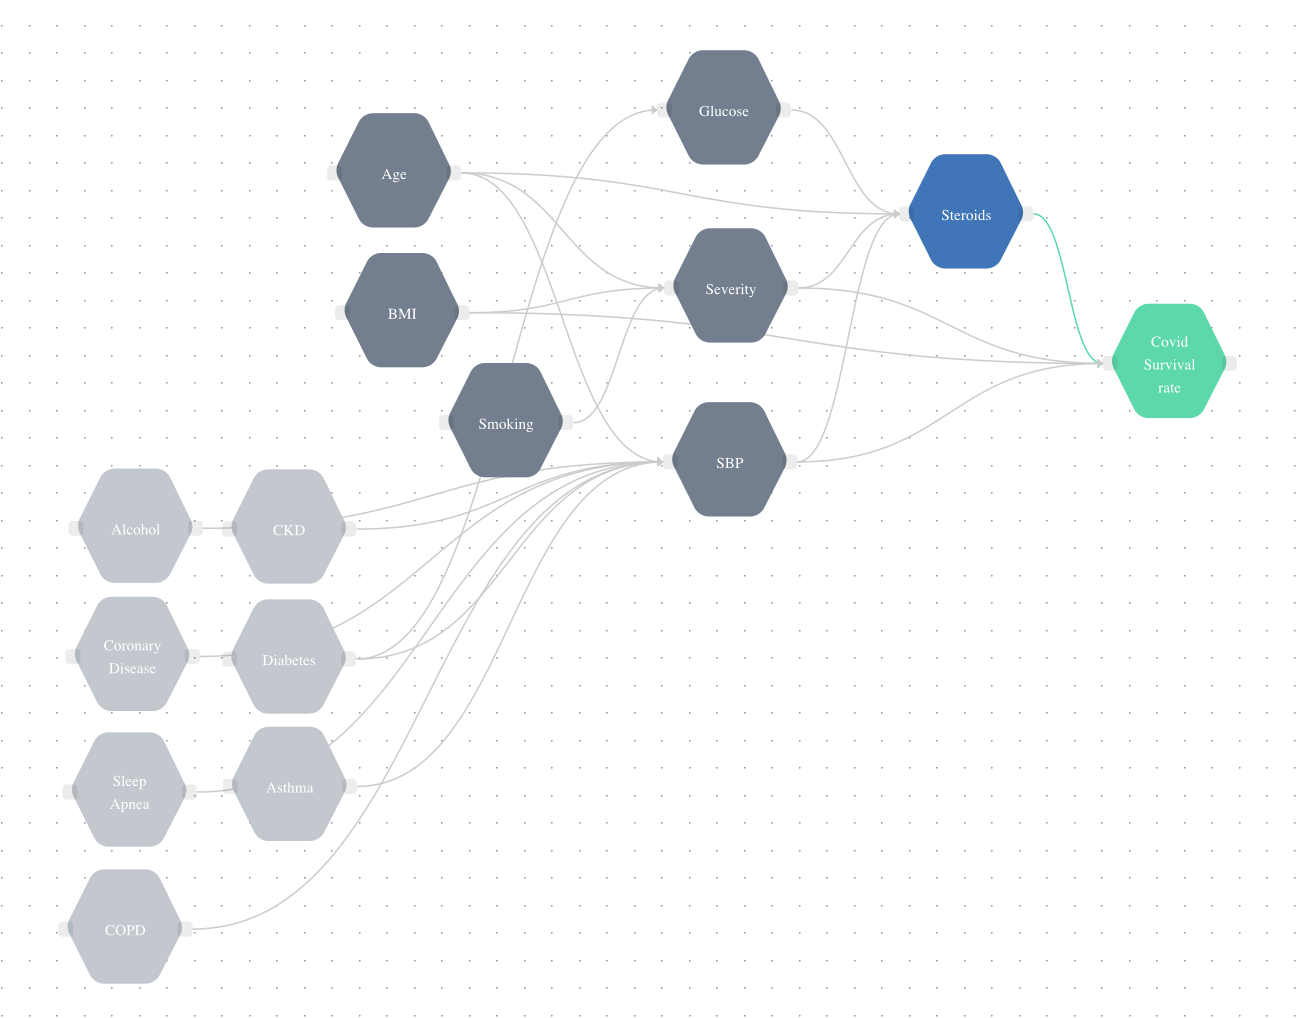 Glucose
Age
Steroids
Severity
BMI
Covid
Survival
rate
Smoking
SBP
Alcohol
CKD
Coronary
Disease
Diabetes
Sleep
Apnea
Asthma
COPD